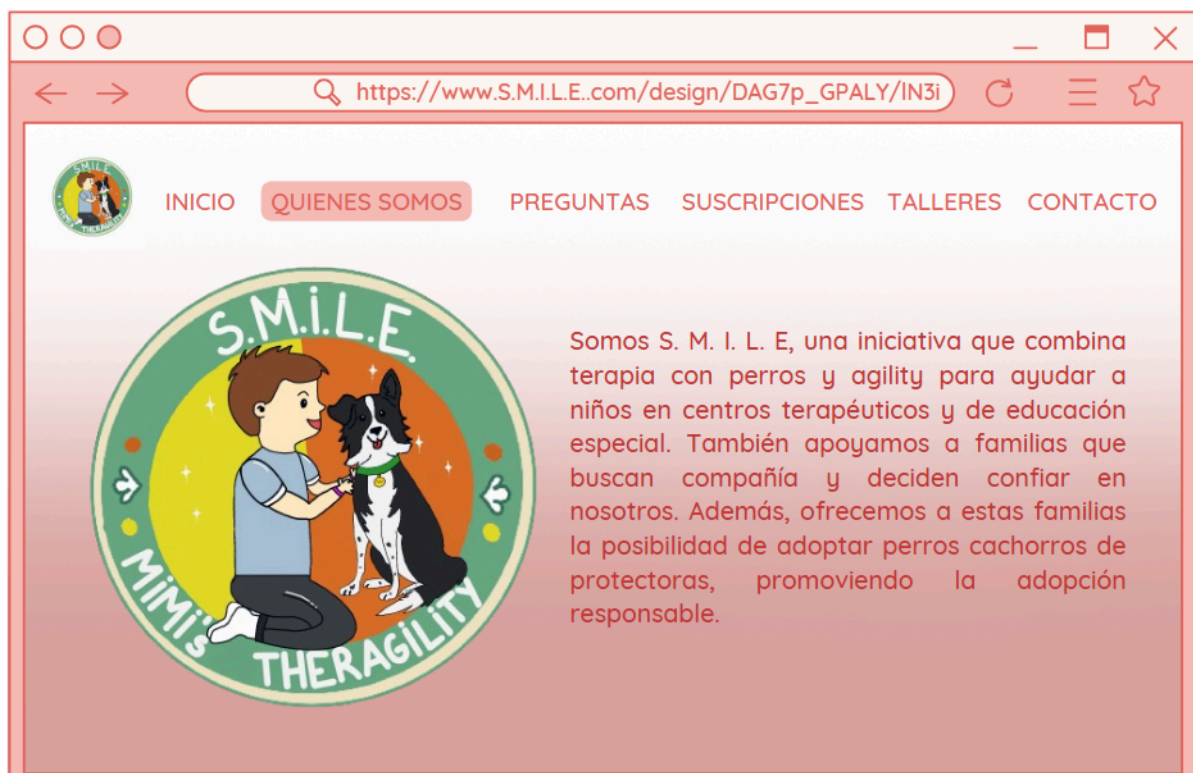 https://www.S.M.I.L.E..com/design/DAG7p_GPALY/lN3i
S.M.I.L.E.
MiMi's THERAGILITY
INICIO QUIENES SOMOS PREGUNTAS SUSCRIPCIONES TALLERES CONTACTO
S.M.i.L.E.
MiMi's THERAGiLiTY
Somos S. M. I. L. E, una iniciativa que combina
terapia con perros y agility para ayudar a
niños en centros terapéuticos y de educación
especial. También apoyamos a familias que
buscan compañía y deciden confiar en
nosotros. Además, ofrecemos a estas familias
la posibilidad de adoptar perros cachorros de
protectoras, promoviendo la adopción
responsable.